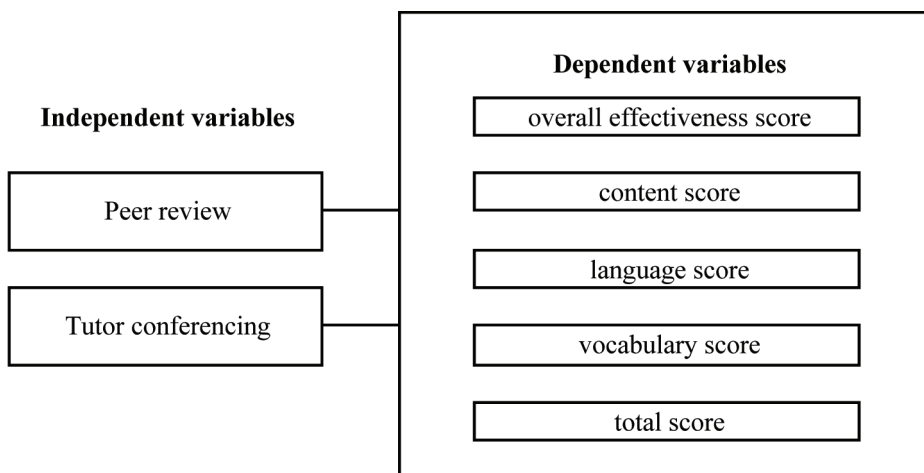 Independent variables
Peer review
Tutor conferencing
Dependent variables
overall effectiveness score
content score
language score
vocabulary score
total score